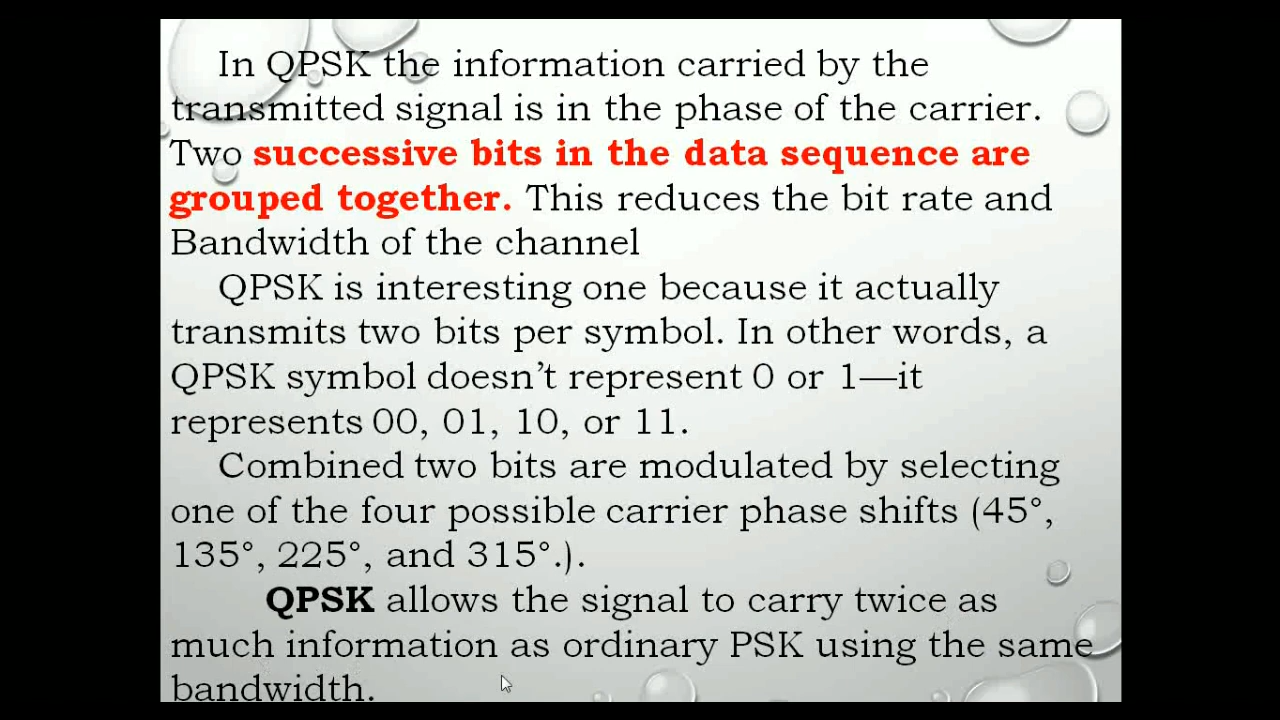 In QPSK the information carried by the
transmitted signal is in the phase of the carrier.
Two successive bits in the data sequence are
grouped together. This reduces the bit rate and
Bandwidth of the channel
QPSK is interesting one because it actually
transmits two bits per symbol. In other words, a
QPSK symbol doesn’t represent 0 or 1—it
represents 00, 01, 10, or 11.
Combined two bits are modulated by selecting
one of the four possible carrier phase shifts (45°,
135°, 225°, and 315°.).
QPSK allows the signal to carry twice as
much information as ordinary PSK using the same
bandwidth.